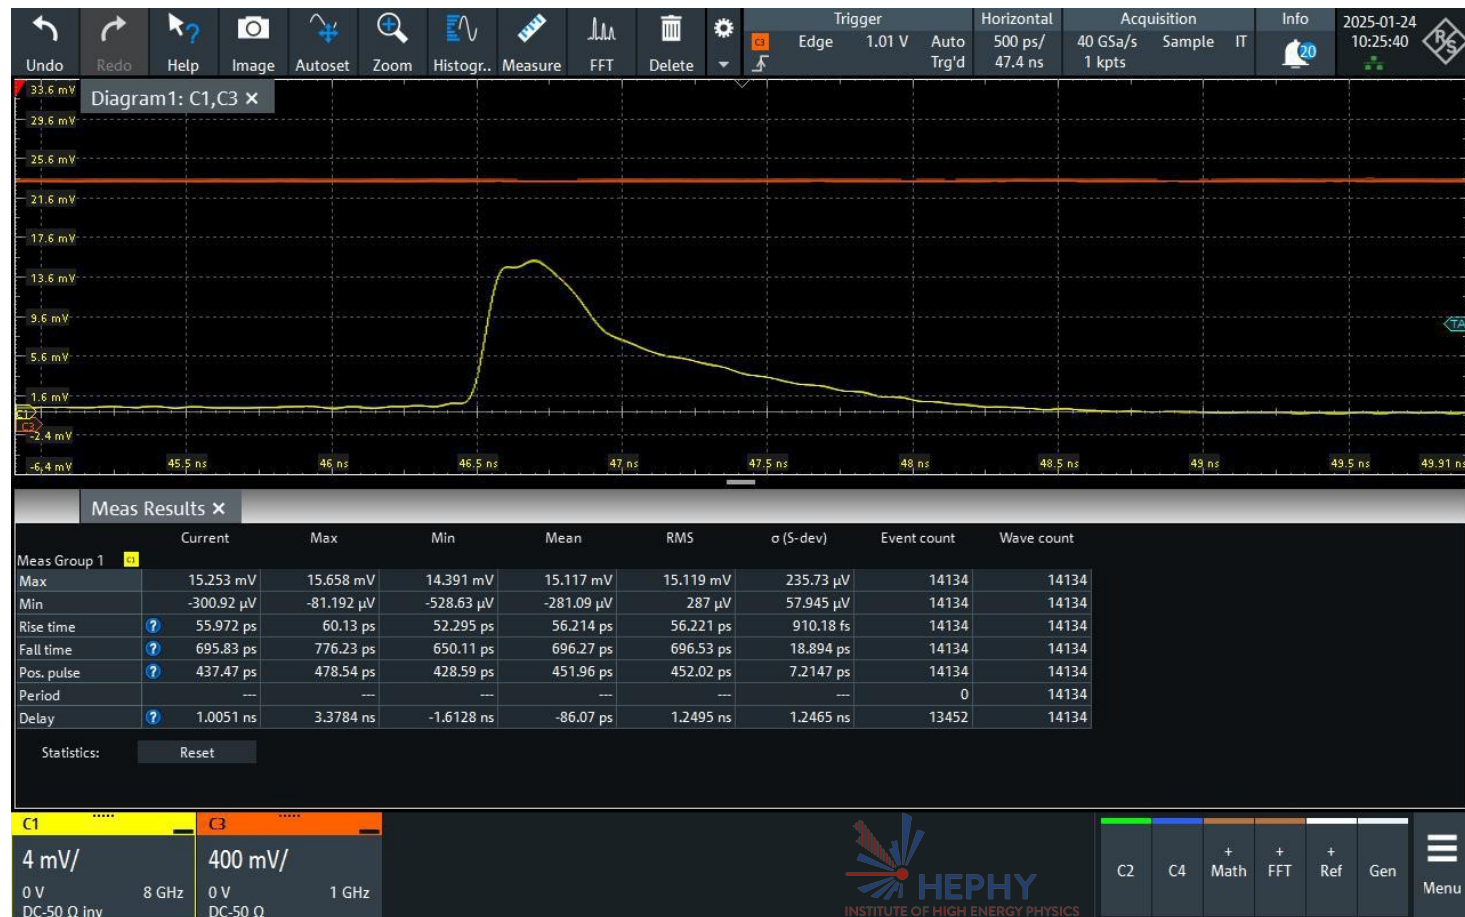 Undo Redo Help Image Autoset Zoom Histogr.. Measure FFT Delete
Trigger
C3 Edge 1.01 V Auto
Trg'd
Horizontal
500 ps/
47.4 ns
Acquisition
40 GSa/s Sample IT
1 kpts
Info
20
2025-01-24
10:25:40
R&S
Diagram1: C1,C3 ×
33.6 mV
29.6 mV
25.6 mV
21.6 mV
17.6 mV
13.6 mV
9.6 mV
TA
5.6 mV
1.6 mV
C1
C3
-2.4 mV
-6.4 mV
45.5 ns 46 ns 46.5 ns 47 ns 47.5 ns 48 ns 48.5 ns 49 ns 49.5 ns 49.91 ns
Meas Results ×
Current Max Min Mean RMS σ (S-dev) Event count Wave count
Meas Group 1 C1
Max 15.253 mV 15.658 mV 14.391 mV 15.117 mV 15.119 mV 235.73 µV 14134 14134
Min -300.92 µV -81.192 µV -528.63 µV -281.09 µV 287 µV 57.945 µV 14134 14134
Rise time ? 55.972 ps 60.13 ps 52.295 ps 56.214 ps 56.221 ps 910.18 fs 14134 14134
Fall time ? 695.83 ps 776.23 ps 650.11 ps 696.27 ps 696.53 ps 18.894 ps 14134 14134
Pos. pulse ? 437.47 ps 478.54 ps 428.59 ps 451.96 ps 452.02 ps 7.2147 ps 14134 14134
Period --- --- --- --- --- --- 0 14134
Delay ? 1.0051 ns 3.3784 ns -1.6128 ns -86.07 ps 1.2495 ns 1.2465 ns 13452 14134
Statistics: Reset
C1
4 mV/
0 V 8 GHz
DC-50 Ω inv
C3
400 mV/
0 V 1 GHz
DC-50 Ω
HEPHY
INSTITUTE OF HIGH ENERGY PHYSICS
C2
C4
+ Math
+ FFT
+ Ref
Gen
Menu